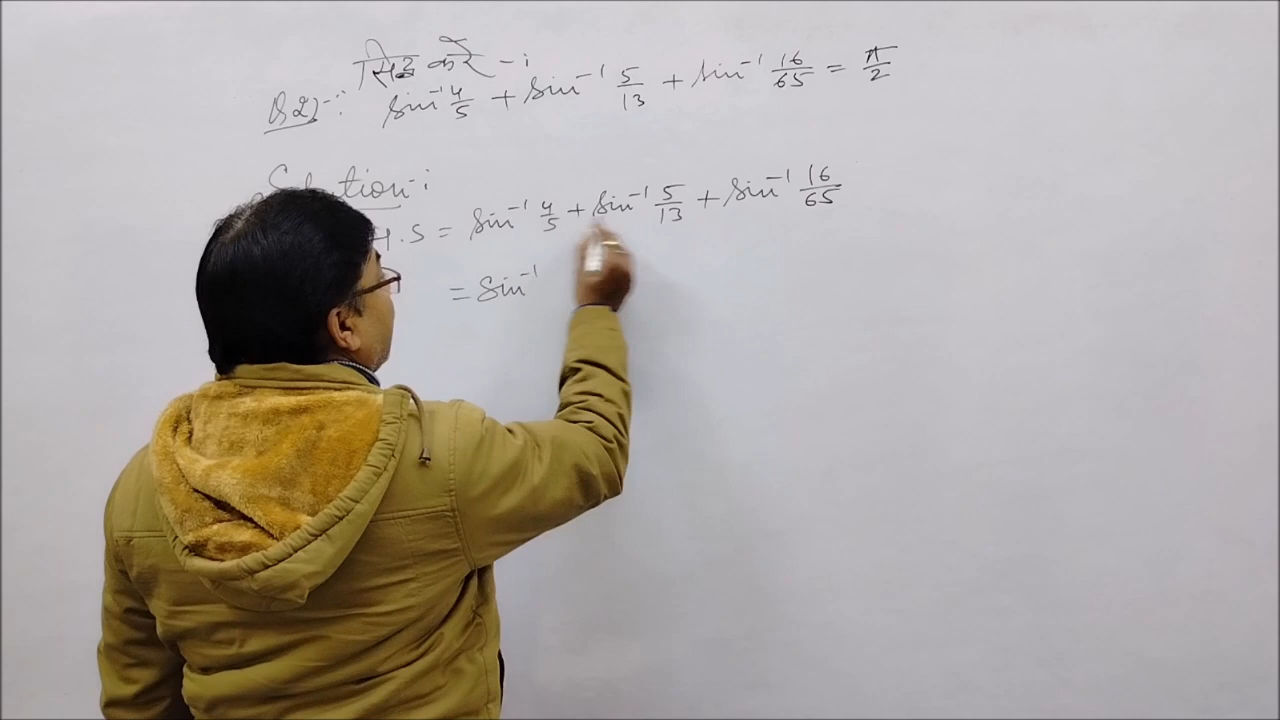 सिद्ध करे -:
Q2) -: sin⁻¹ 4/5 + sin⁻¹ 5/13 + sin⁻¹ 16/65 = π/2
Solution -:
H.S = sin⁻¹ 4/5 + sin⁻¹ 5/13 + sin⁻¹ 16/65
= sin⁻¹